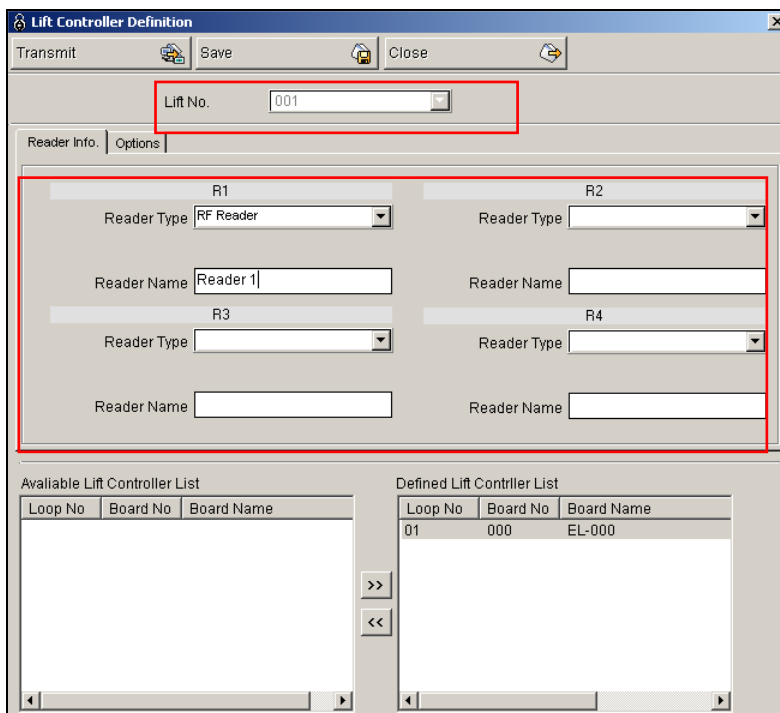 Lift Controller Definition
Transmit Save Close
Lift No. 001
Reader Info. Options
R1 R2
Reader Type RF Reader Reader Type
Reader Name Reader 1 Reader Name
R3 R4
Reader Type Reader Type
Reader Name Reader Name
Avaliable Lift Controller List Defined Lift Contrller List
Loop No Board No Board Name Loop No Board No Board Name
01 000 EL-000
>>
<<